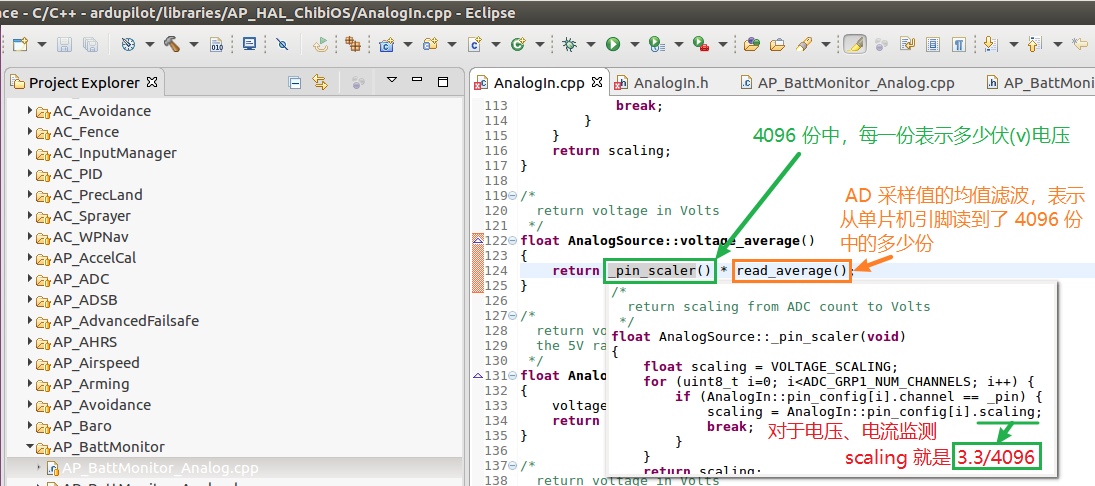 ce - C/C++ - ardupilot/libraries/AP_HAL_ChibiOS/AnalogIn.cpp - Eclipse
Project Explorer
AC_Avoidance
AC_Fence
AC_InputManager
AC_PID
AC_PrecLand
AC_Sprayer
AC_WPNav
AP_AccelCal
AP_ADC
AP_ADSB
AP_AdvancedFailsafe
AP_AHRS
AP_Airspeed
AP_Arming
AP_Avoidance
AP_Baro
AP_BattMonitor
AP_BattMonitor_Analog.cpp
AnalogIn.cpp
AnalogIn.h
AP_BattMonitor_Analog.cpp
AP_BattMoni
113 break;
114 }
115 }
116 return scaling;
117 }
118
119 /*
120 return voltage in Volts
121 */
122 float AnalogSource::voltage_average()
123 {
124 return _pin_scaler() * read_average();
125 }
126
127 /*
128 return vo
129 the 5V ra
130 */
131 float Analo
132 {
133 voltage
134 return
135 }
136
137 /*
138 return voltage in Volts
/*
return scaling from ADC count to Volts
*/
float AnalogSource::_pin_scaler(void)
{
float scaling = VOLTAGE_SCALING;
for (uint8_t i=0; i<ADC_GRP1_NUM_CHANNELS; i++) {
if (AnalogIn::pin_config[i].channel == _pin) {
scaling = AnalogIn::pin_config[i].scaling;
break;
}
}
return scaling;
4096 份中，每一份表示多少伏(v)电压
AD 采样值的均值滤波，表示
从单片机引脚读到了 4096 份
中的多少份
对于电压、电流监测
scaling 就是 3.3/4096